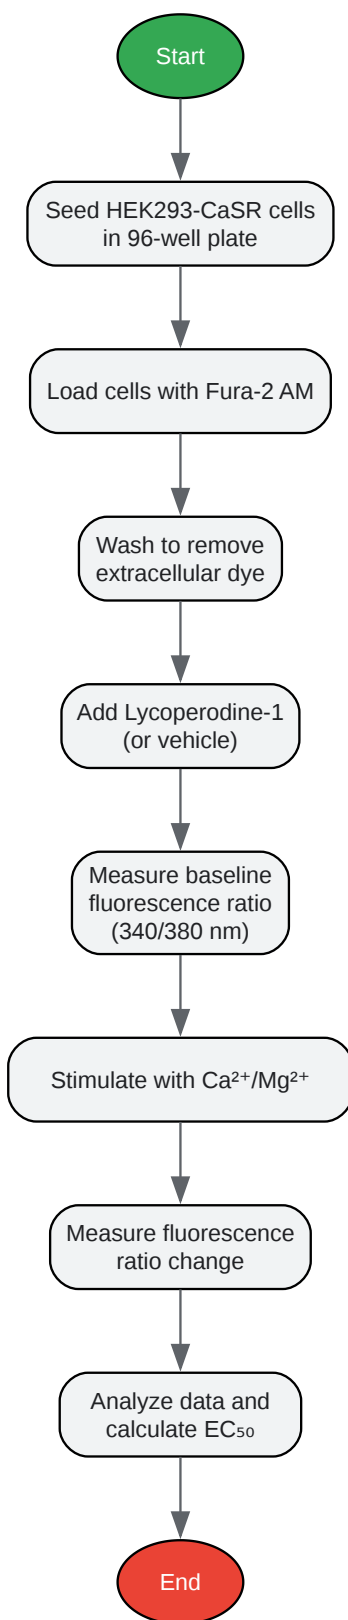 Start
Seed HEK293-CaSR cells
in 96-well plate
Load cells with Fura-2 AM
Wash to remove
extracellular dye
Add Lycoperodine-1
(or vehicle)
Measure baseline
fluorescence ratio
(340/380 nm)
Stimulate with Ca²⁺/Mg²⁺
Measure fluorescence
ratio change
Analyze data and
calculate EC₅₀
End